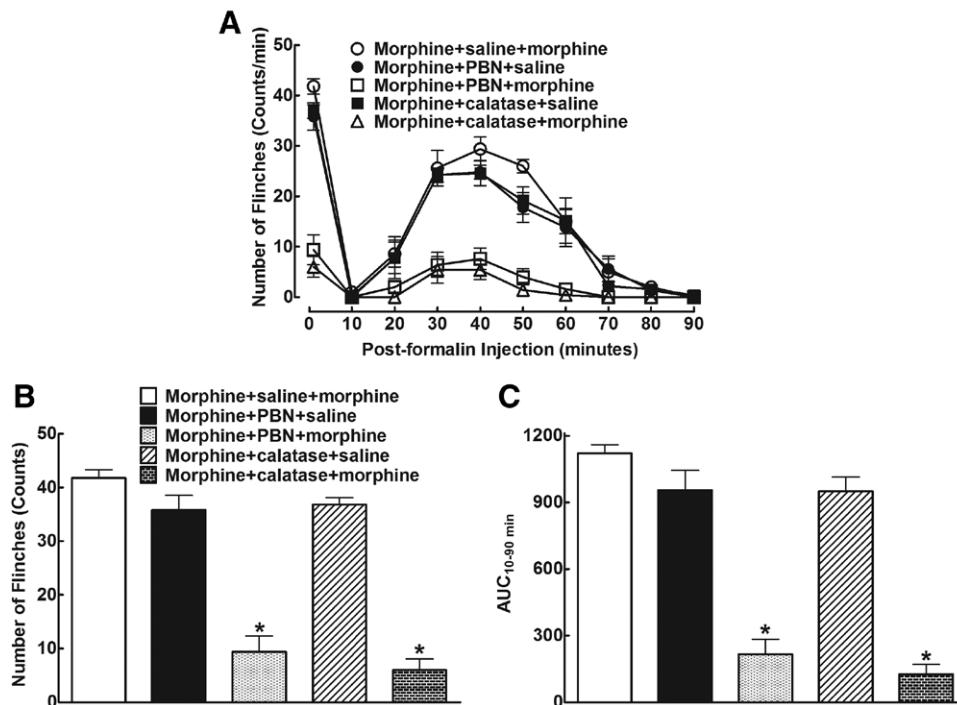 A
Number of Flinches (Counts/min)
50
40
30
20
10
0
Morphine+saline+morphine
Morphine+PBN+saline
Morphine+PBN+morphine
Morphine+calatase+saline
Morphine+calatase+morphine
0 10 20 30 40 50 60 70 80 90
Post-formalin Injection (minutes)
B
Morphine+saline+morphine
Morphine+PBN+saline
Morphine+PBN+morphine
Morphine+calatase+saline
Morphine+calatase+morphine
Number of Flinches (Counts)
50
40
30
20
10
0
*
*
C
AUC10-90 min
1200
900
600
300
0
*
*